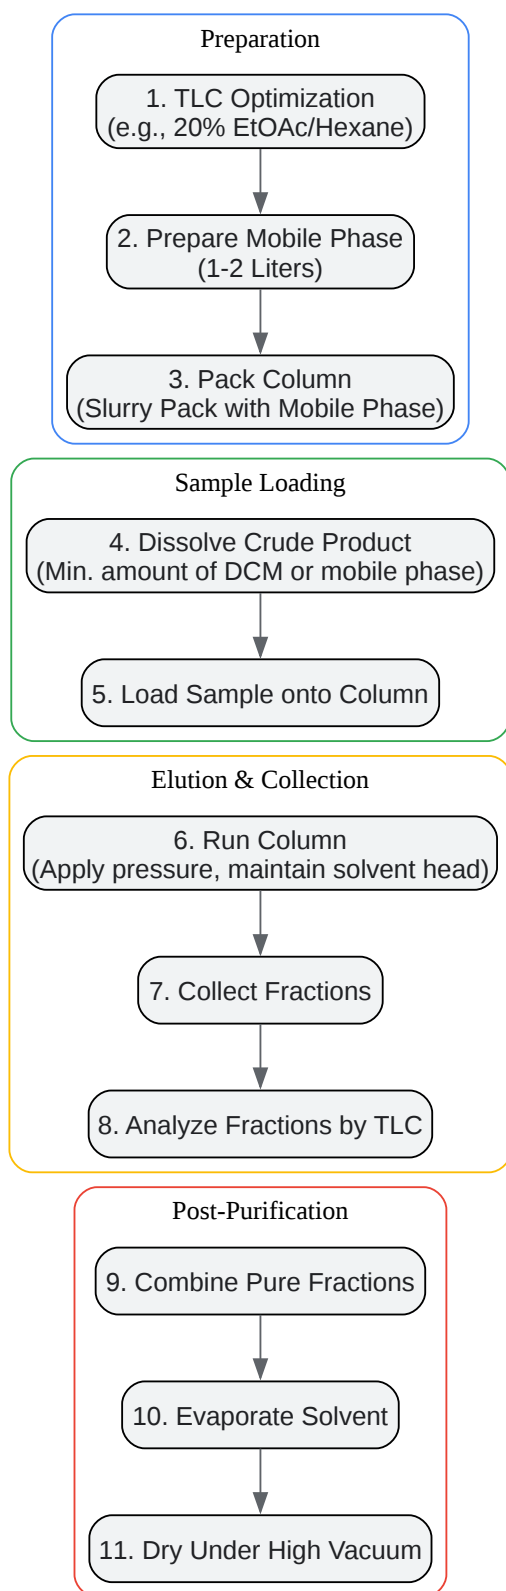 Preparation
1. TLC Optimization
(e.g., 20% EtOAc/Hexane)
2. Prepare Mobile Phase
(1-2 Liters)
3. Pack Column
(Slurry Pack with Mobile Phase)
Sample Loading
4. Dissolve Crude Product
(Min. amount of DCM or mobile phase)
5. Load Sample onto Column
Elution & Collection
6. Run Column
(Apply pressure, maintain solvent head)
7. Collect Fractions
8. Analyze Fractions by TLC
Post-Purification
9. Combine Pure Fractions
10. Evaporate Solvent
11. Dry Under High Vacuum